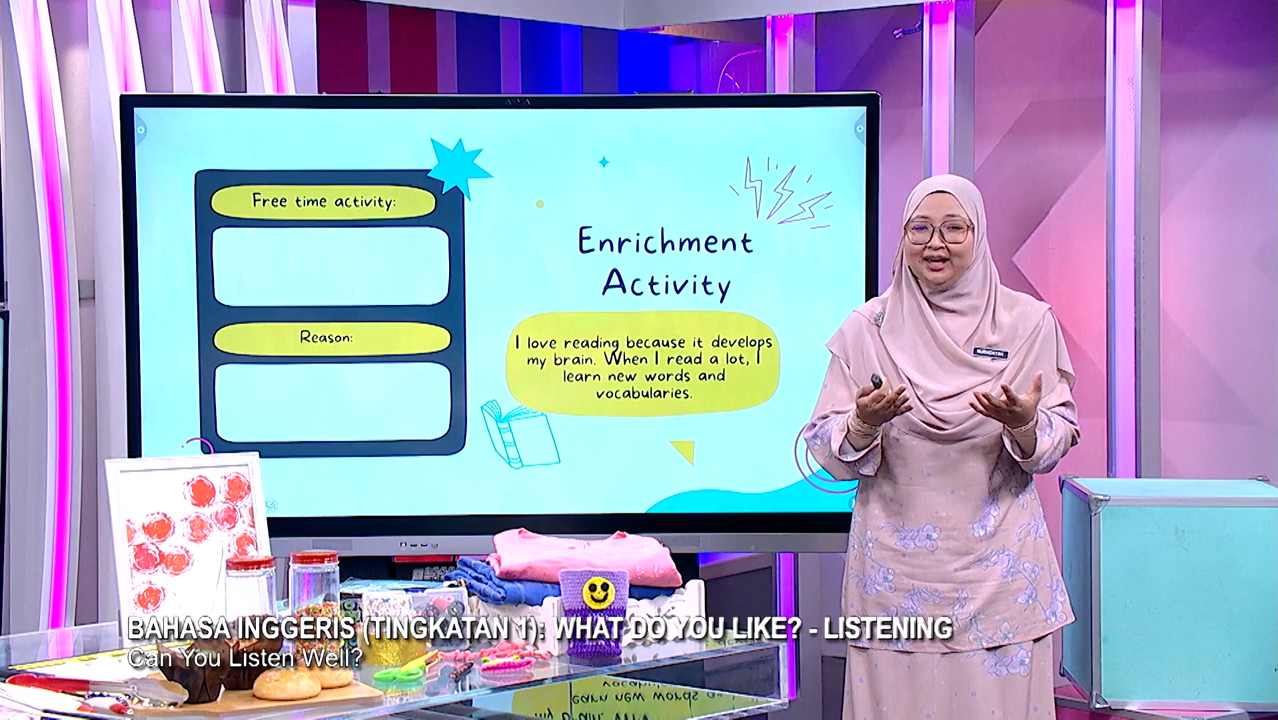 Free time activity:
Reason:
Enrichment
Activity
I love reading because it develops
my brain. When I read a lot, I
learn new words and
vocabularies.
BAHASA INGGERIS (TINGKATAN 1): WHAT DO YOU LIKE? - LISTENING
Can You Listen Well?